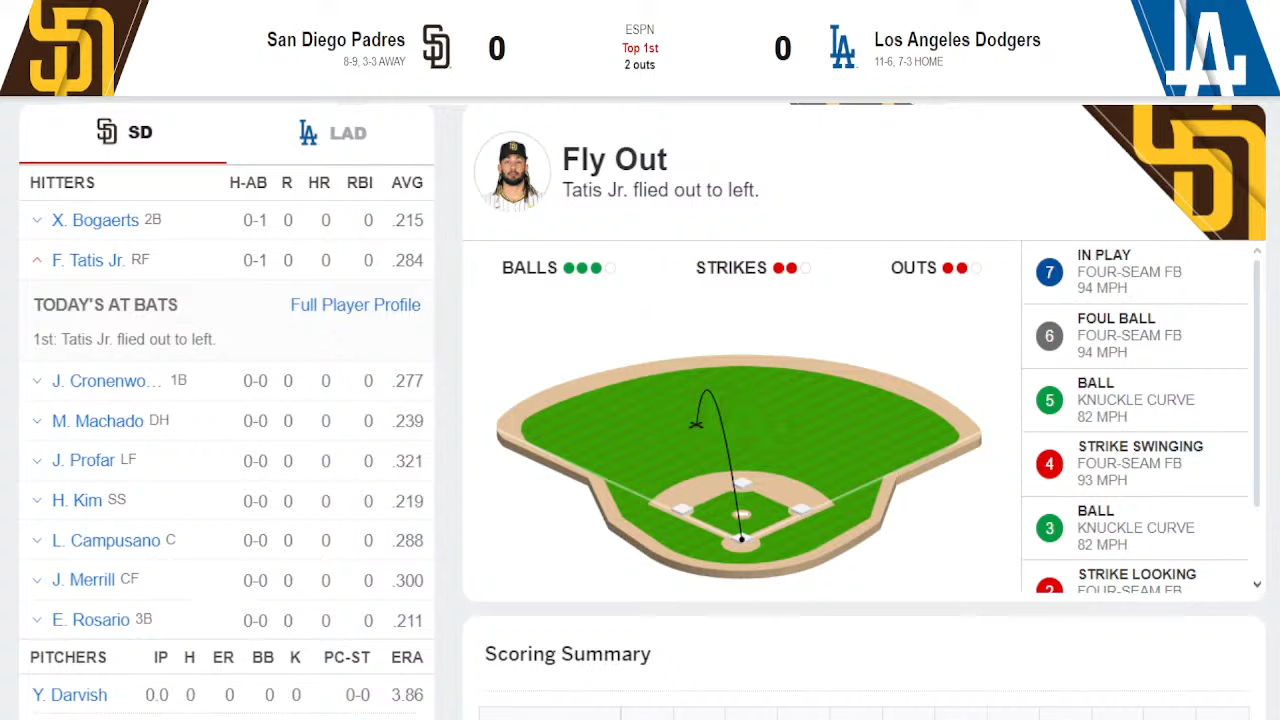 San Diego Padres
8-9, 3-3 AWAY
SD
0
ESPN
Top 1st
2 outs
0
LA
Los Angeles Dodgers
11-6, 7-3 HOME
SD
LAD
HITTERS H-AB R HR RBI AVG
X. Bogaerts 2B 0-1 0 0 0 .215
F. Tatis Jr. RF 0-1 0 0 0 .284
TODAY'S AT BATS Full Player Profile
1st: Tatis Jr. flied out to left.
J. Cronenwo... 1B 0-0 0 0 0 .277
M. Machado DH 0-0 0 0 0 .239
J. Profar LF 0-0 0 0 0 .321
H. Kim SS 0-0 0 0 0 .219
L. Campusano C 0-0 0 0 0 .288
J. Merrill CF 0-0 0 0 0 .300
E. Rosario 3B 0-0 0 0 0 .211
PITCHERS IP H ER BB K PC-ST ERA
Y. Darvish 0.0 0 0 0 0 0-0 3.86
Fly Out
Tatis Jr. flied out to left.
BALLS STRIKES OUTS
7 IN PLAY
FOUR-SEAM FB
94 MPH
6 FOUL BALL
FOUR-SEAM FB
94 MPH
5 BALL
KNUCKLE CURVE
82 MPH
4 STRIKE SWINGING
FOUR-SEAM FB
93 MPH
3 BALL
KNUCKLE CURVE
82 MPH
2 STRIKE LOOKING
FOUR-SEAM FB
Scoring Summary